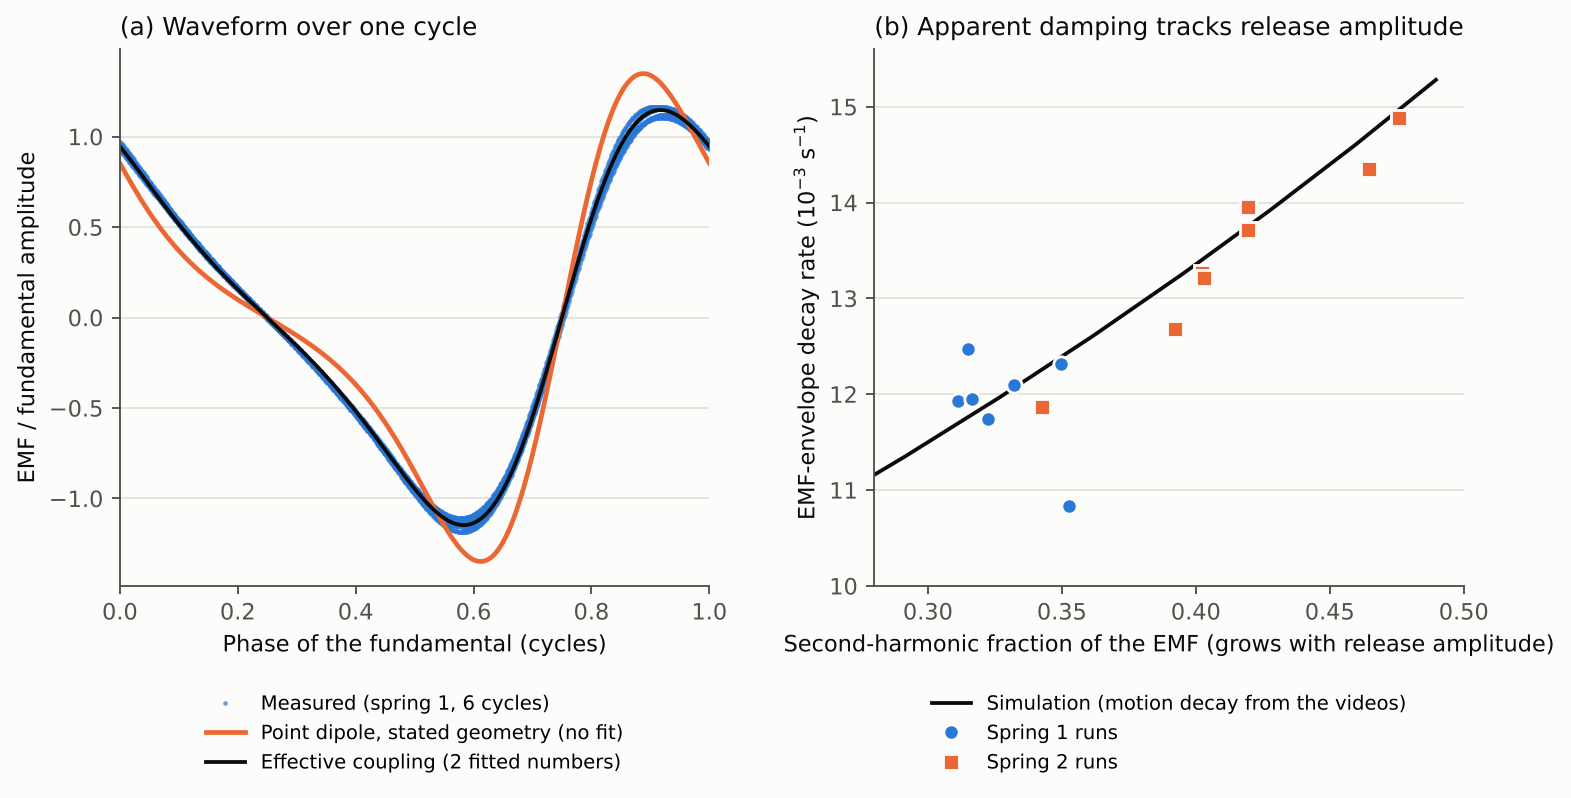 (a) Waveform over one cycle
EMF / fundamental amplitude
1.0
0.5
0.0
−0.5
−1.0
0.0 0.2 0.4 0.6 0.8 1.0
Phase of the fundamental (cycles)
Measured (spring 1, 6 cycles)
Point dipole, stated geometry (no fit)
Effective coupling (2 fitted numbers)
(b) Apparent damping tracks release amplitude
EMF-envelope decay rate (10⁻³ s⁻¹)
15
14
13
12
11
10
0.30 0.35 0.40 0.45 0.50
Second-harmonic fraction of the EMF (grows with release amplitude)
Simulation (motion decay from the videos)
Spring 1 runs
Spring 2 runs